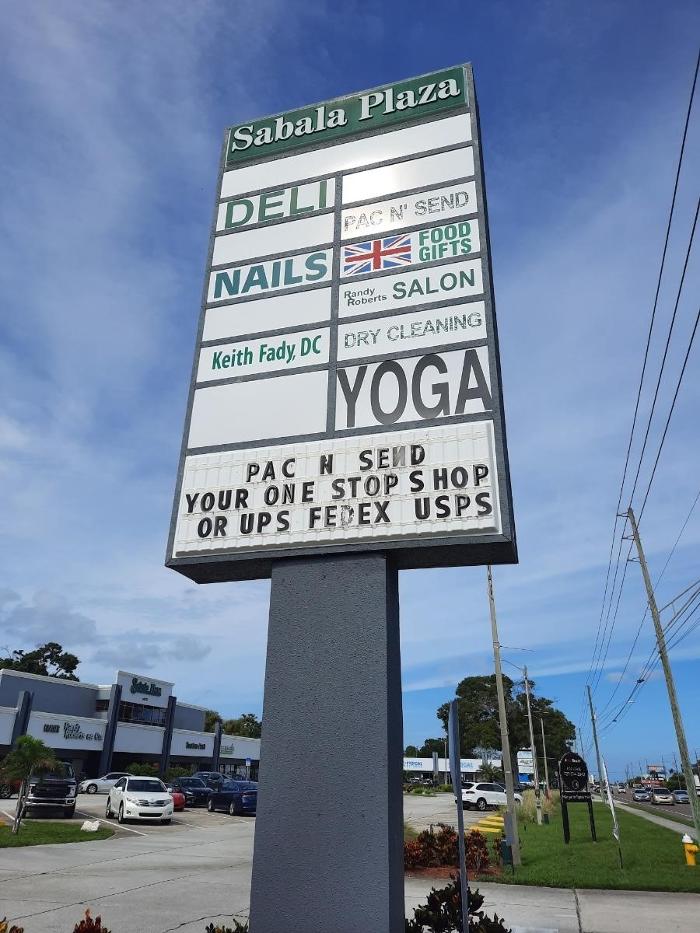 Sabala Plaza
DELI
PAC N' SEND
FOOD
GIFTS
NAILS
Randy
Roberts SALON
Keith Fady, DC
DRY CLEANING
YOGA
PAC N SEND
YOUR ONE STOP SHOP
OR UPS FEDEX USPS